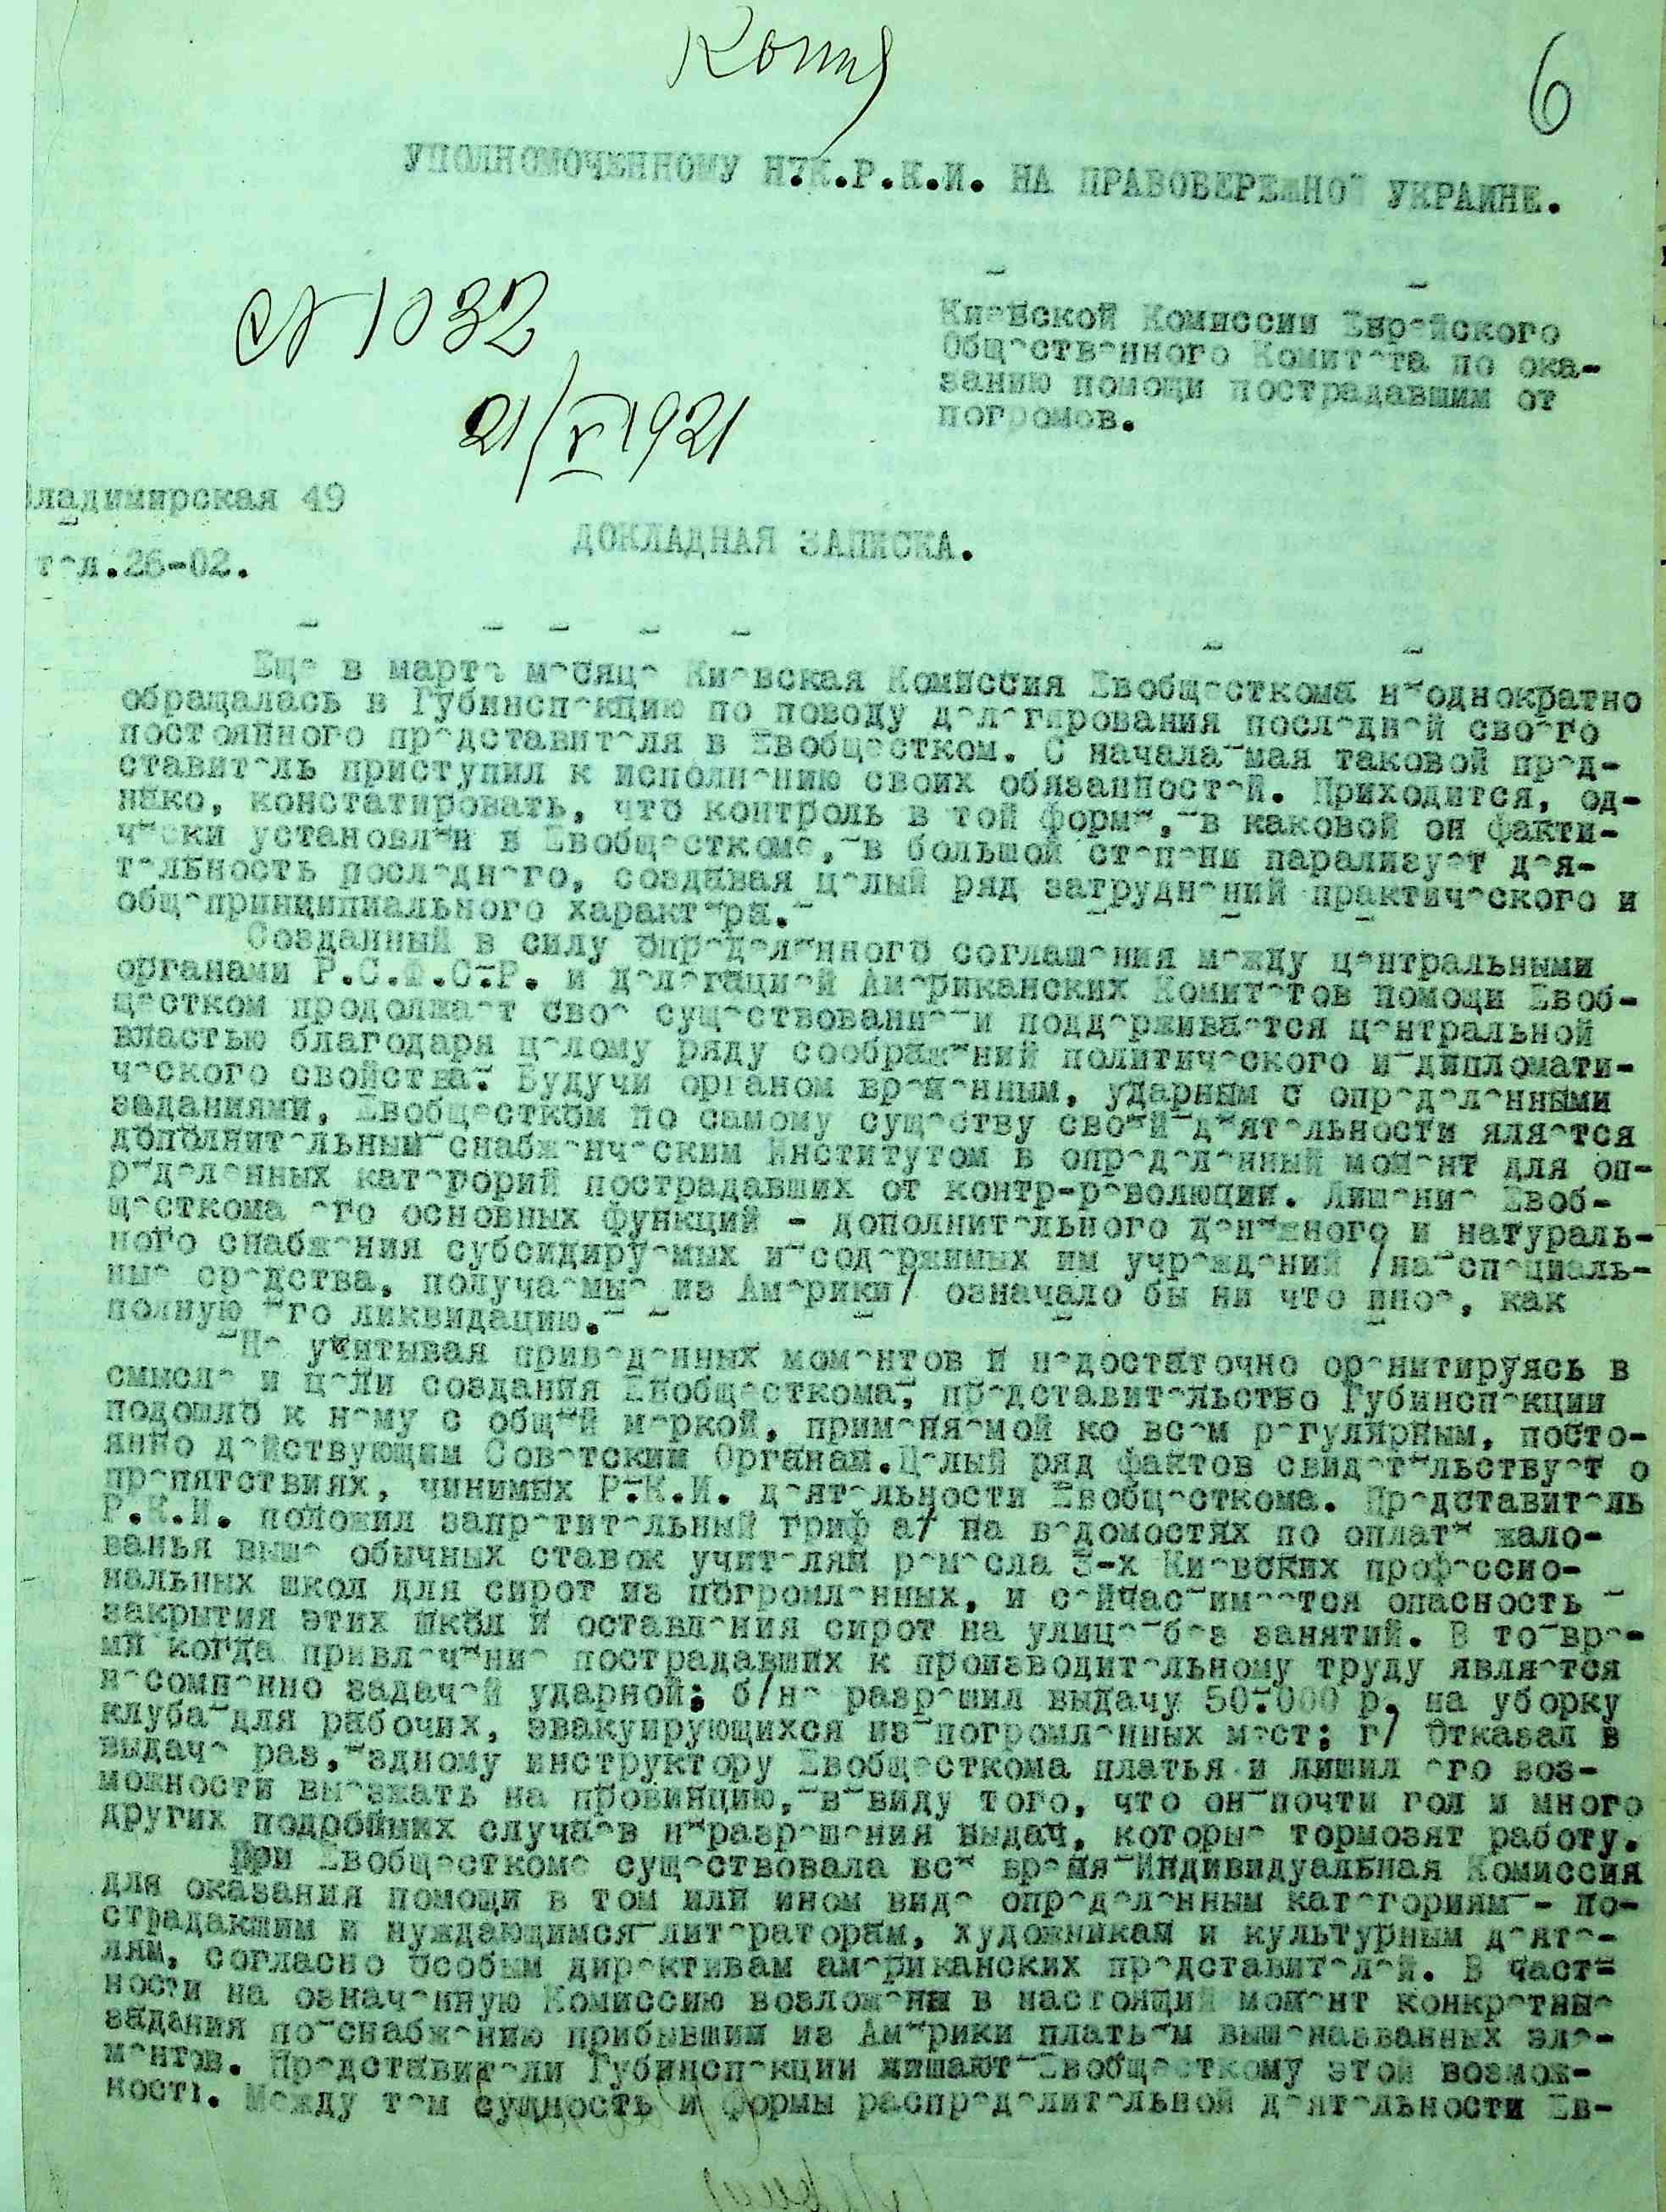 Копия
6
УПОЛНОМОЧЕННОМУ Н.К.Р.К.И. НА ПРАВОБЕРЕЖНОЙ УКРАИНЕ.
№ 1032
21/V 1921
Киевской Комиссии Еврейского
Общественного Комитета по ока-
занию помощи пострадавшим от
погромов.
Владимирская 49
тел.26-02.
ДОКЛАДНАЯ ЗАПИСКА.
Еще в марте месяце Киевская Комиссия Евобщесткома неоднократно
обращалась в Губинспекцию по поводу делегирования последней своего
постоянного представителя в Евобщестком. С начала мая таковой пред-
ставитель приступил к исполнению своих обязанностей. Приходится, од-
нако, констатировать, что контроль в той форме, в каковой он факти-
чески установлен в Евобщесткоме, в большой степени парализует дея-
тельность последнего, создавая целый ряд затруднений практического и
общепринципиального характера.
Созданный в силу определенного соглашения между центральными
органами Р.С.Ф.С.Р. и делегацией Американских Комитетов помощи Евоб-
щестком продолжает свое существование и поддерживается центральной
властью благодаря целому ряду соображений политического и дипломати-
ческого свойства. Будучи органом временным, ударным с определенными
заданиями, Евобщестком по самому существу своей деятельности яляется
дополнительным снабженческим Институтом в определенный момент для оп-
ределенных категорий пострадавших от контр-революции. Лишение Евоб-
щесткома его основных функций - дополнительного денежного и натураль-
ного снабжения субсидируемых и содержимых им учреждений /на специаль-
ные средства, получаемые из Америки/ означало бы ни что иное, как
полную его ликвидацию.
Не учитывая приведенных моментов и недостаточно оренитируясь в
смысле и цели создания Евобщесткома, представительство Губинспекции
подошло к нему с общей меркой, применяемой ко всем регулярным, посто-
янно действующим Советским Органам. Целый ряд фактов свидетельствует о
препятствиях, чинимых Р.К.И. деятельности Евобщесткома. Представитель
Р.К.И. положил запретительный гриф а/ на ведомостях по оплате жало-
ванья выше обычных ставок учителям ремесла 3-х Киевских профессио-
нальных школ для сирот из погромленных, и сейчас имеется опасность
закрытия этих школ и оставления сирот на улице без занятий. В то вре-
мя когда привлечение пострадавших к производительному труду является
несомненно задачей ударной; б/не разрешил выдачу 50.000 р. на уборку
клуба для рабочих, эвакуирующихся из погромленных мест; г/ Отказал в
выдаче раз,ездному инструктору Евобщесткома платья и лишил его воз-
можности выезжать на провинцию, в виду того, что он почти гол и много
других подробных случаев неразрешения выдач, которые тормозят работу.
При Евобщесткоме существовала все время Индивидуальная Комиссия
для оказания помощи в том или ином виде определенным категориям - по-
страдакшим и нуждающимся литераторам, художникам и культурным деяте-
лям, согласно особым директивам американских представителей. В част-
ности на означенную Комиссию возложены в настоящий момент конкретные
задания по снабжению прибывшим из Америки платьем вышеназванных эле-
ментов. Представители Губинспекции лишают Евобщесткому этой возмож-
ности. Между тем сущность и формы распределительной деятельности Ев-